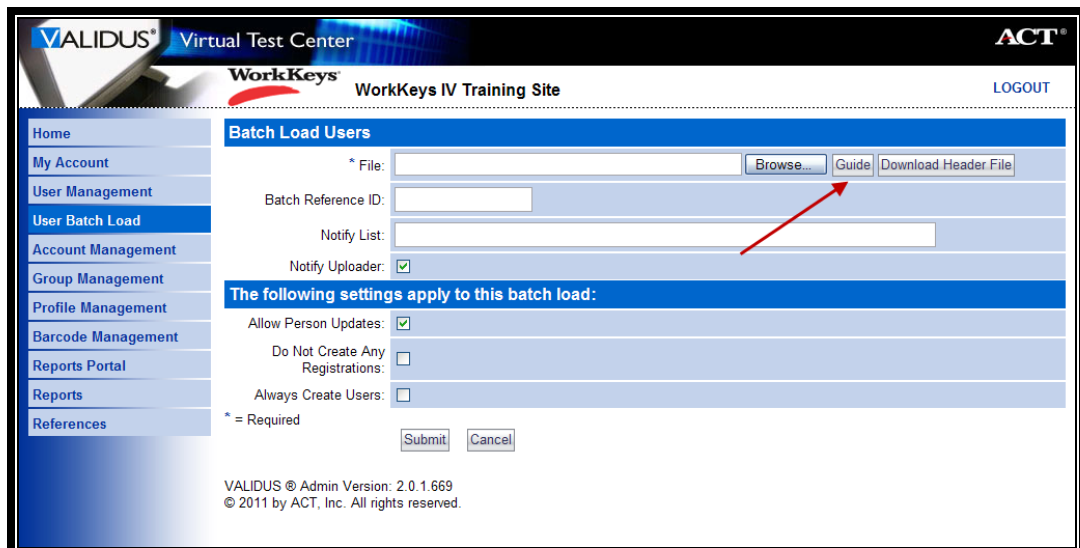 VALIDUS® Virtual Test Center ACT®
WorkKeys® WorkKeys IV Training Site LOGOUT
Home
My Account
User Management
User Batch Load
Account Management
Group Management
Profile Management
Barcode Management
Reports Portal
Reports
References
Batch Load Users
* File: Browse... Guide Download Header File
Batch Reference ID:
Notify List:
Notify Uploader:
The following settings apply to this batch load:
Allow Person Updates:
Do Not Create Any
Registrations:
Always Create Users:
* = Required
Submit Cancel
VALIDUS ® Admin Version: 2.0.1.669
© 2011 by ACT, Inc. All rights reserved.